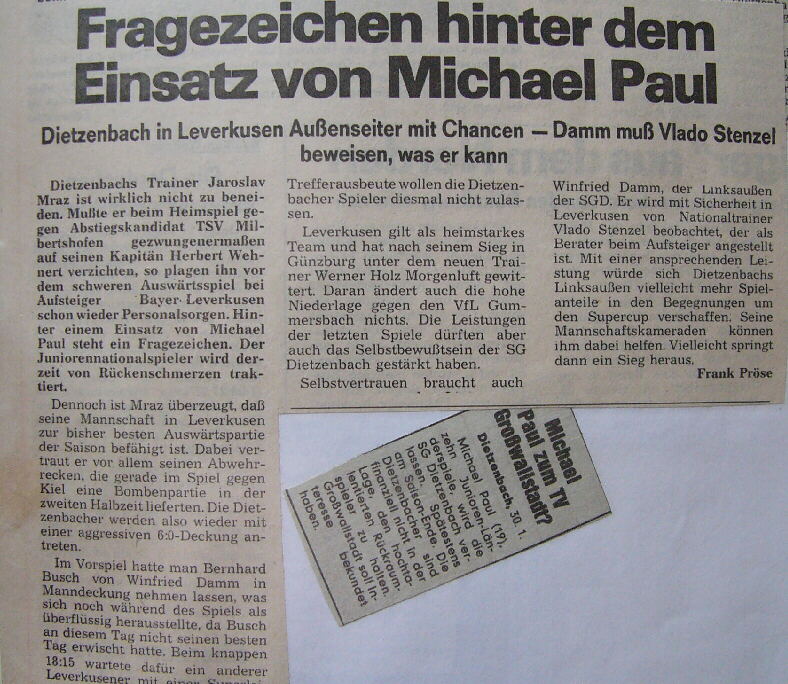 Fragezeichen hinter dem
Einsatz von Michael Paul
Dietzenbach in Leverkusen Außenseiter mit Chancen — Damm muß Vlado Stenzel
beweisen, was er kann
Dietzenbachs Trainer Jaroslav
Mraz ist wirklich nicht zu benei-
den. Mußte er beim Heimspiel ge-
gen Abstiegskandidat TSV Mil-
bertshofen gezwungenermaßen
auf seinen Kapitän Herbert Weh-
nert verzichten, so plagen ihn vor
dem schweren Auswärtsspiel bei
Aufsteiger Bayer Leverkusen
schon wieder Personalsorgen. Hin-
ter einem Einsatz von Michael
Paul steht ein Fragezeichen. Der
Juniorennationalspieler wird der-
zeit von Rückenschmerzen trak-
tiert.
Dennoch ist Mraz überzeugt, daß
seine Mannschaft in Leverkusen
zur bisher besten Auswärtspartie
der Saison befähigt ist. Dabei ver-
traut er vor allem seinen Abwehr-
recken, die gerade im Spiel gegen
Kiel eine Bombenpartie in der
zweiten Halbzeit lieferten. Die Diet-
zenbacher werden also wieder mit
einer aggressiven 6:0-Deckung an-
treten.
Im Vorspiel hatte man Bernhard
Busch von Winfried Damm in
Manndeckung nehmen lassen, was
sich noch während des Spiels als
überflüssig herausstellte, da Busch
an diesem Tag nicht seinen besten
Tag erwischt hatte. Beim knappen
18:15 wartete dafür ein anderer
Leverkusener mit einer
Trefferausbeute wollen die Dietzen-
bacher Spieler diesmal nicht zulas-
sen.
Leverkusen gilt als heimstarkes
Team und hat nach seinem Sieg in
Günzburg unter dem neuen Trai-
ner Werner Holz Morgenluft gewit-
tert. Daran ändert auch die hohe
Niederlage gegen den VfL Gum-
mersbach nichts. Die Leistungen
der letzten Spiele dürften aber
auch das Selbstbewußtsein der SG
Dietzenbach gestärkt haben.
Selbstvertrauen braucht auch
Winfried Damm, der Linksaußen
der SGD. Er wird mit Sicherheit in
Leverkusen von Nationaltrainer
Vlado Stenzel beobachtet, der als
Berater beim Aufsteiger angestellt
ist. Mit einer ansprechenden Lei-
stung würde sich Dietzenbachs
Linksaußen vielleicht mehr Spiel-
anteile in den Begegnungen um
den Supercup verschaffen. Seine
Mannschaftskameraden können
ihm dabei helfen. Vielleicht springt
dann ein Sieg heraus.
Frank Pröse
Michael
Paul zum TV
Großwallstadt?
Dietzenbach, 30. 1.
Michael Paul (19),
zehn Junioren-Län-
derspiele, wird die
SG Dietzenbach ver-
lassen. Spätestens
am Saison-Ende. Die
Dietzenbacher sind
finanziell nicht in der
Lage, den hochta-
lentierten Rückraum-
spieler zu halten.
Großwallstadt soll In-
teresse bekundet
haben.